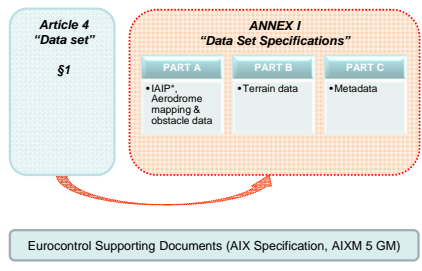 Article 4
“Data set”
§1
ANNEX I
“Data Set Specifications”
PART A
•IAIP*,
Aerodrome
mapping &
obstacle data
PART B
•Terrain data
PART C
•Metadata
Eurocontrol Supporting Documents (AIX Specification, AIXM 5 GM)